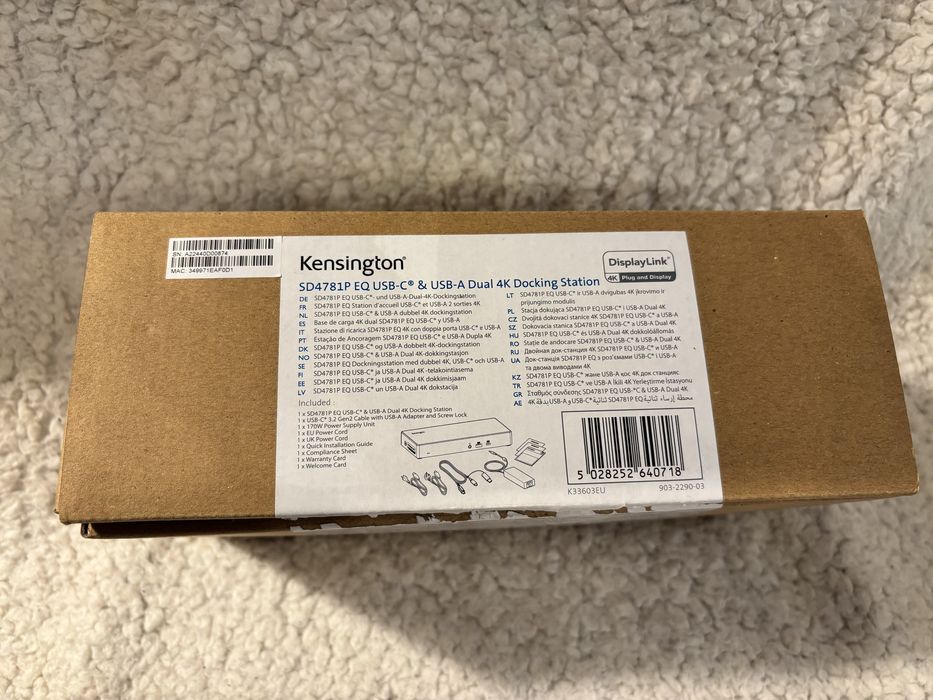 SN: A22440D00874
MAC: 349971EAF0D1
Kensington®
DisplayLink™
4K Plug and Display
SD4781P EQ USB-C® & USB-A Dual 4K Docking Station
DE SD4781P EQ USB-C®- und USB-A-Dual-4K-Dockingstation
FR SD4781P EQ Station d'accueil USB-C® et USB-A 2 sorties 4K
NL SD4781P EQ USB-C® & USB-A dubbel 4K dockingstation
ES Base de carga 4K dual SD4781P EQ USB-C® y USB-A
IT Stazione di ricarica SD4781P EQ 4K con doppia porta USB-C® e USB-A
PT Estação de Ancoragem SD4781P EQ USB-C® e USB-A Dupla 4K
DK SD4781P EQ USB-C® og USB-A dobbelt 4K-dockingstation
NO SD4781P EQ USB-C® & USB-A Dual 4K-dokkingstasjon
SE SD4781P EQ Dockningsstation med dubbel 4K, USB-C® och USB-A
FI SD4781P EQ USB-C® ja USB-A Dual 4K -telakointiasema
EE SD4781P EQ USB-C® ja USB-A Dual 4K dokkimisjaam
LV SD4781P EQ USB-C® un USB-A Dual 4K dokstacija
LT SD4781P EQ USB-C® ir USB-A dvigubas 4K įkrovimo ir
prijungimo modulis
PL Stacja dokująca SD4781P EQ USB-C® i USB-A Dual 4K
CZ Dvojitá dokovací stanice 4K SD4781P EQ USB-C® a USB-A
SZ Dokovacia stanica SD4781P EQ USB-C® a USB-A Dual 4K
HU SD4781P EQ USB-C® és USB-A Dual 4K dokkolóállomás
RO Stație de andocare SD4781P EQ USB-C® & USB-A Dual 4K
RU Двойная док-станция 4K SD4781P EQ USB-C® и USB-A
UA Док-станція SD4781P EQ з роз'ємами USB-C® і USB-A
та двома виводами 4K
KZ SD4781P EQ USB-C® және USB-A қос 4K док станциясы
TR SD4781P EQ USB-C® ve USB-A İkili 4K Yerleştirme İstasyonu
GR Σταθμός σύνδεσης SD4781P EQ USB-C & USB-A Dual 4K
AE محطة إرساء ثنائية SD4781P EQ ثنائية USB-C® و USB-A بدقة 4K
Included :
1 x SD4781P EQ USB-C® & USB-A Dual 4K Docking Station
1 x USB-C® 3.2 Gen2 Cable with USB-A Adapter and Screw Lock
1 x 170W Power Supply Unit
1 x EU Power Cord
1 x UK Power Cord
1 x Quick Installation Guide
1 x Compliance Sheet
1 x Warranty Card
1 x Welcome Card
Kensington
5 028252 640718
K33603EU
903-2290-03